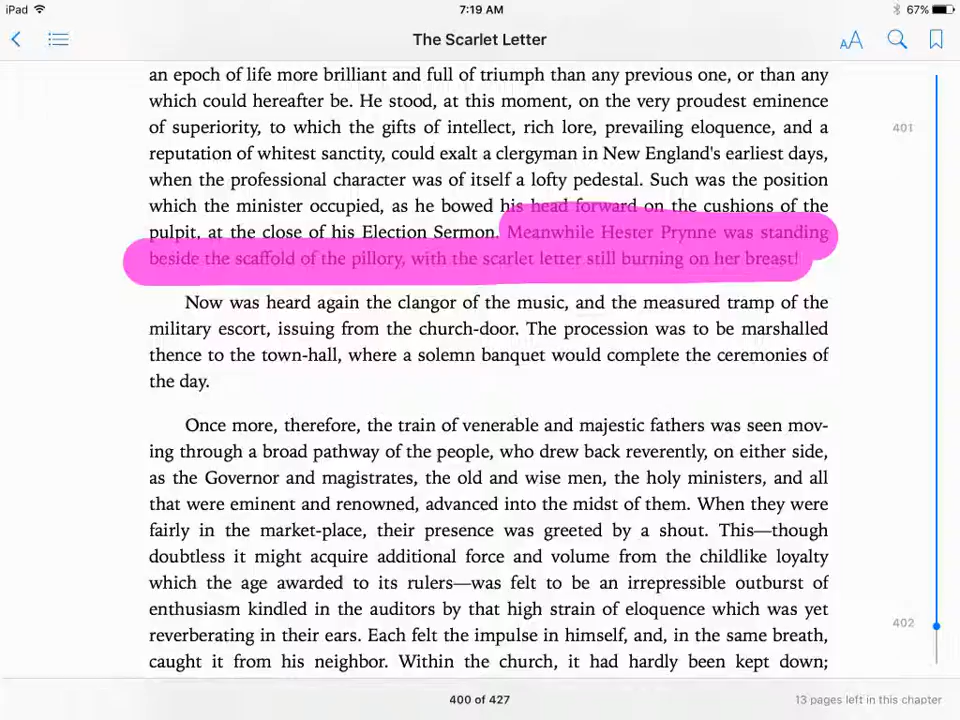 iPad 7:19 AM 67%
The Scarlet Letter AA
an epoch of life more brilliant and full of triumph than any previous one, or than any
which could hereafter be. He stood, at this moment, on the very proudest eminence
of superiority, to which the gifts of intellect, rich lore, prevailing eloquence, and a
401
reputation of whitest sanctity, could exalt a clergyman in New England's earliest days,
when the professional character was of itself a lofty pedestal. Such was the position
which the minister occupied, as he bowed his head forward on the cushions of the
pulpit, at the close of his Election Sermon. Meanwhile Hester Prynne was standing
beside the scaffold of the pillory, with the scarlet letter still burning on her breast!
Now was heard again the clangor of the music, and the measured tramp of the
military escort, issuing from the church-door. The procession was to be marshalled
thence to the town-hall, where a solemn banquet would complete the ceremonies of
the day.
Once more, therefore, the train of venerable and majestic fathers was seen mov-
ing through a broad pathway of the people, who drew back reverently, on either side,
as the Governor and magistrates, the old and wise men, the holy ministers, and all
that were eminent and renowned, advanced into the midst of them. When they were
fairly in the market-place, their presence was greeted by a shout. This—though
doubtless it might acquire additional force and volume from the childlike loyalty
which the age awarded to its rulers—was felt to be an irrepressible outburst of
enthusiasm kindled in the auditors by that high strain of eloquence which was yet
402
reverberating in their ears. Each felt the impulse in himself, and, in the same breath,
caught it from his neighbor. Within the church, it had hardly been kept down;
400 of 427 13 pages left in this chapter